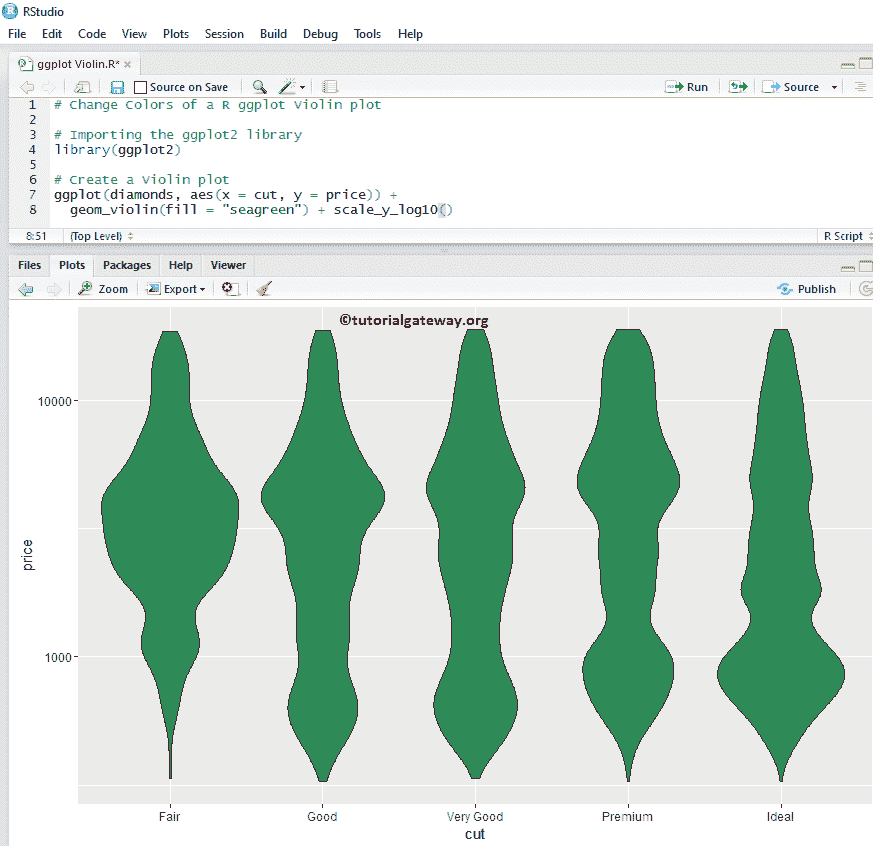 RStudio
File Edit Code View Plots Session Build Debug Tools Help
ggplot Violin.R*
Source on Save Run Source
1 # Change Colors of a R ggplot Violin plot
2
3 # Importing the ggplot2 library
4 library(ggplot2)
5
6 # Create a Violin plot
7 ggplot(diamonds, aes(x = cut, y = price)) +
8 geom_violin(fill = "seagreen") + scale_y_log10()
8:51 (Top Level) R Script
Files Plots Packages Help Viewer
Zoom Export Publish
©tutorialgateway.org
10000
price
1000
Fair Good Very Good Premium Ideal
cut